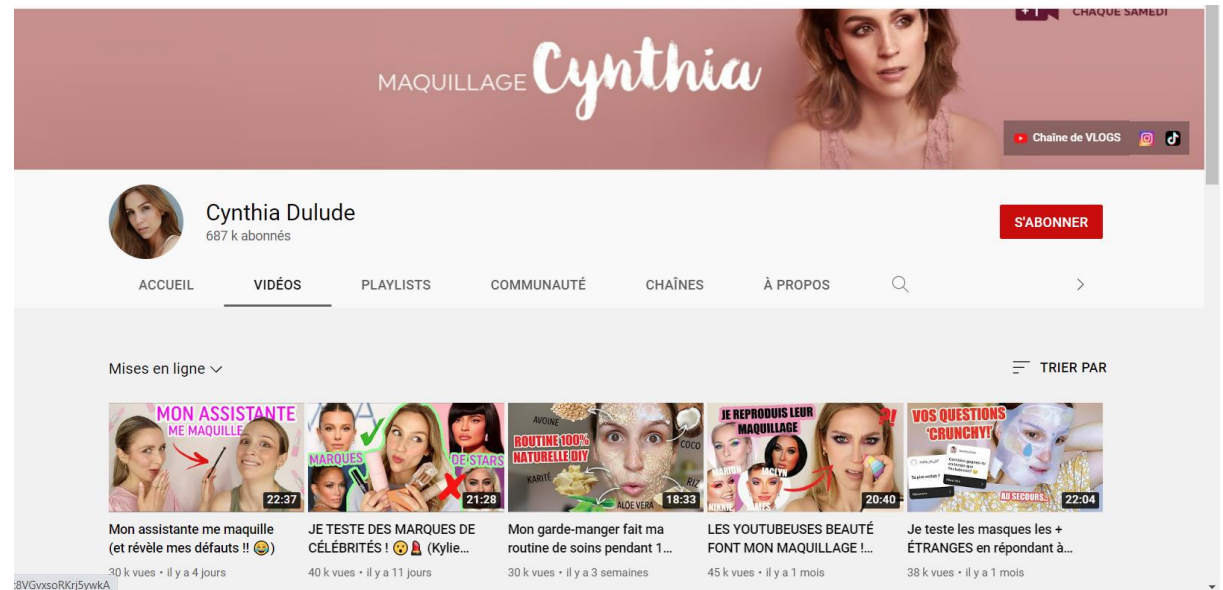 +1
CHAQUE SAMEDI
MAQUILLAGE Cynthia
Chaîne de VLOGS
Cynthia Dulude
687 k abonnés
S'ABONNER
ACCUEIL VIDÉOS PLAYLISTS COMMUNAUTÉ CHAÎNES À PROPOS
Mises en ligne
TRIER PAR
MON ASSISTANTE
ME MAQUILLE
22:37
MARQUES
DE STARS
21:28
AVOINE
ROUTINE 100%
NATURELLE DIY
COCO
KARITÉ
RIZ
ALOE VERA
18:33
JE REPRODUIS LEUR
MAQUILLAGE
?!
MARION
JACLYN
NIKKIE
JAMES
20:40
VOS QUESTIONS
'CRUNCHY!'
AU SECOURS..
22:04
Mon assistante me maquille
(et révèle mes défauts !! 😂)
30 k vues • il y a 4 jours
JE TESTE DES MARQUES DE
CÉLÉBRITÉS ! 😮💄 (Kylie...
40 k vues • il y a 11 jours
Mon garde-manger fait ma
routine de soins pendant 1...
30 k vues • il y a 3 semaines
LES YOUTUBEUSES BEAUTÉ
FONT MON MAQUILLAGE !...
45 k vues • il y a 1 mois
Je teste les masques les +
ÉTRANGES en répondant à...
38 k vues • il y a 1 mois
:8VGvxsoRKrj5ywkA